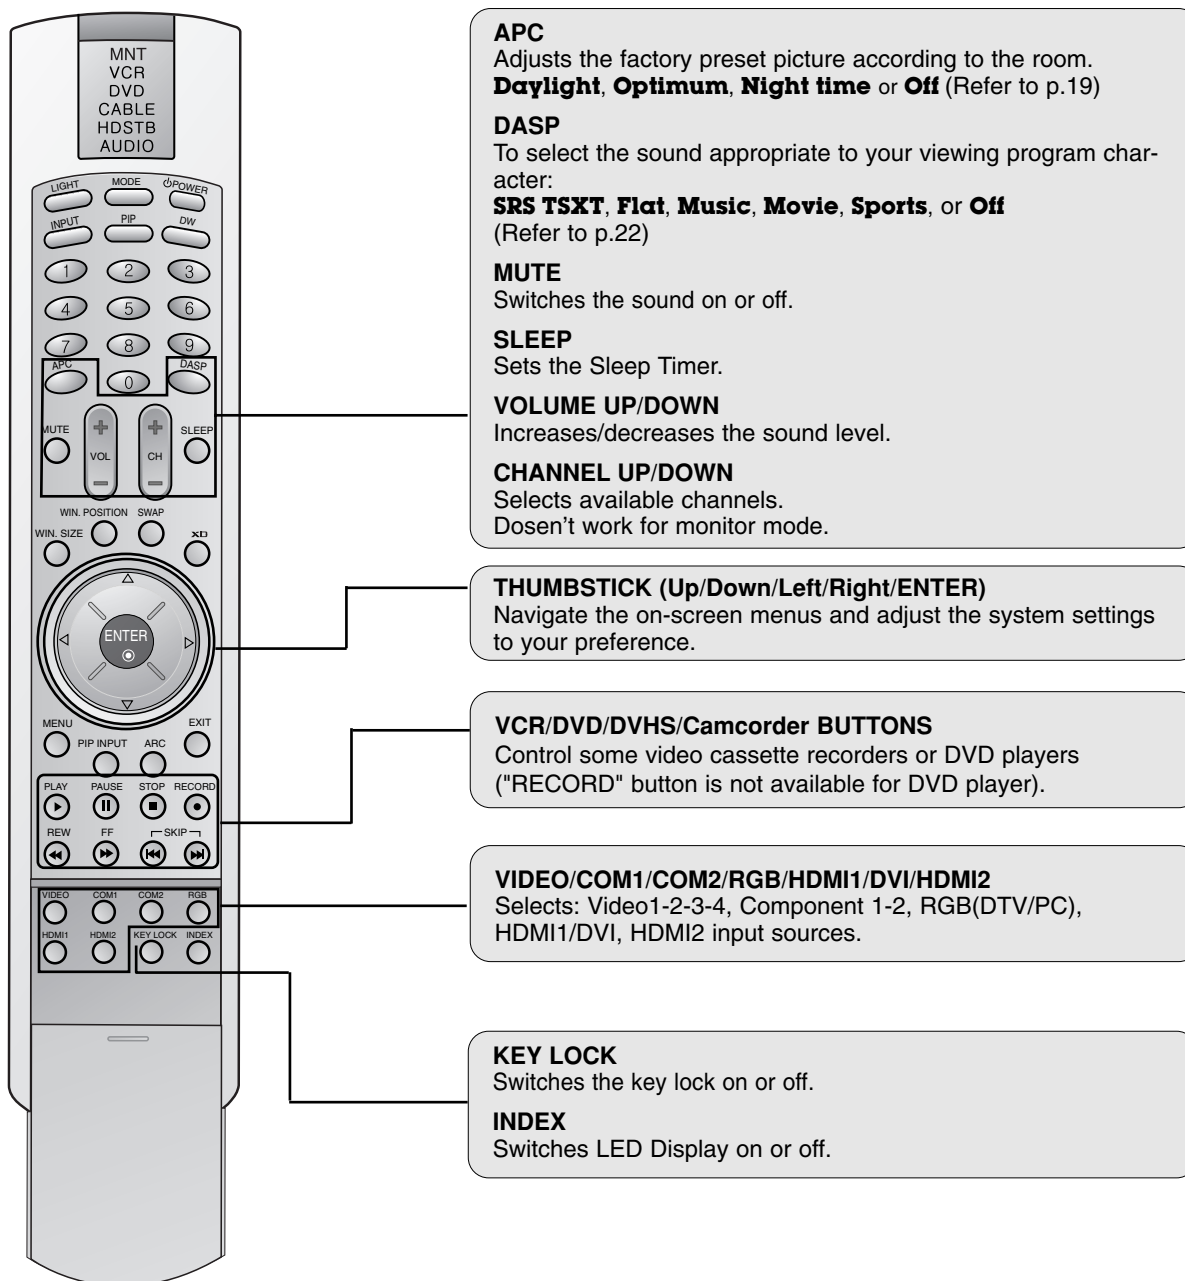 MNT
VCR
DVD
CABLE
HDSTB
AUDIO
LIGHT MODE POWER
INPUT PIP DW
1 2 3
4 5 6
7 8 9
APC 0 DASP
MUTE VOL CH SLEEP
WIN. POSITION SWAP
WIN. SIZE XD
ENTER
MENU EXIT
PIP INPUT ARC
PLAY PAUSE STOP RECORD
REW FF SKIP
VIDEO COM1 COM2 RGB
HDMI1 HDMI2 KEY LOCK INDEX
APC
Adjusts the factory preset picture according to the room.
Daylight, Optimum, Night time or Off (Refer to p.19)
DASP
To select the sound appropriate to your viewing program char-
acter:
SRS TSXT, Flat, Music, Movie, Sports, or Off
(Refer to p.22)
MUTE
Switches the sound on or off.
SLEEP
Sets the Sleep Timer.
VOLUME UP/DOWN
Increases/decreases the sound level.
CHANNEL UP/DOWN
Selects available channels.
Dosen't work for monitor mode.
THUMBSTICK (Up/Down/Left/Right/ENTER)
Navigate the on-screen menus and adjust the system settings
to your preference.
VCR/DVD/DVHS/Camcorder BUTTONS
Control some video cassette recorders or DVD players
("RECORD" button is not available for DVD player).
VIDEO/COM1/COM2/RGB/HDMI1/DVI/HDMI2
Selects: Video1-2-3-4, Component 1-2, RGB(DTV/PC),
HDMI1/DVI, HDMI2 input sources.
KEY LOCK
Switches the key lock on or off.
INDEX
Switches LED Display on or off.